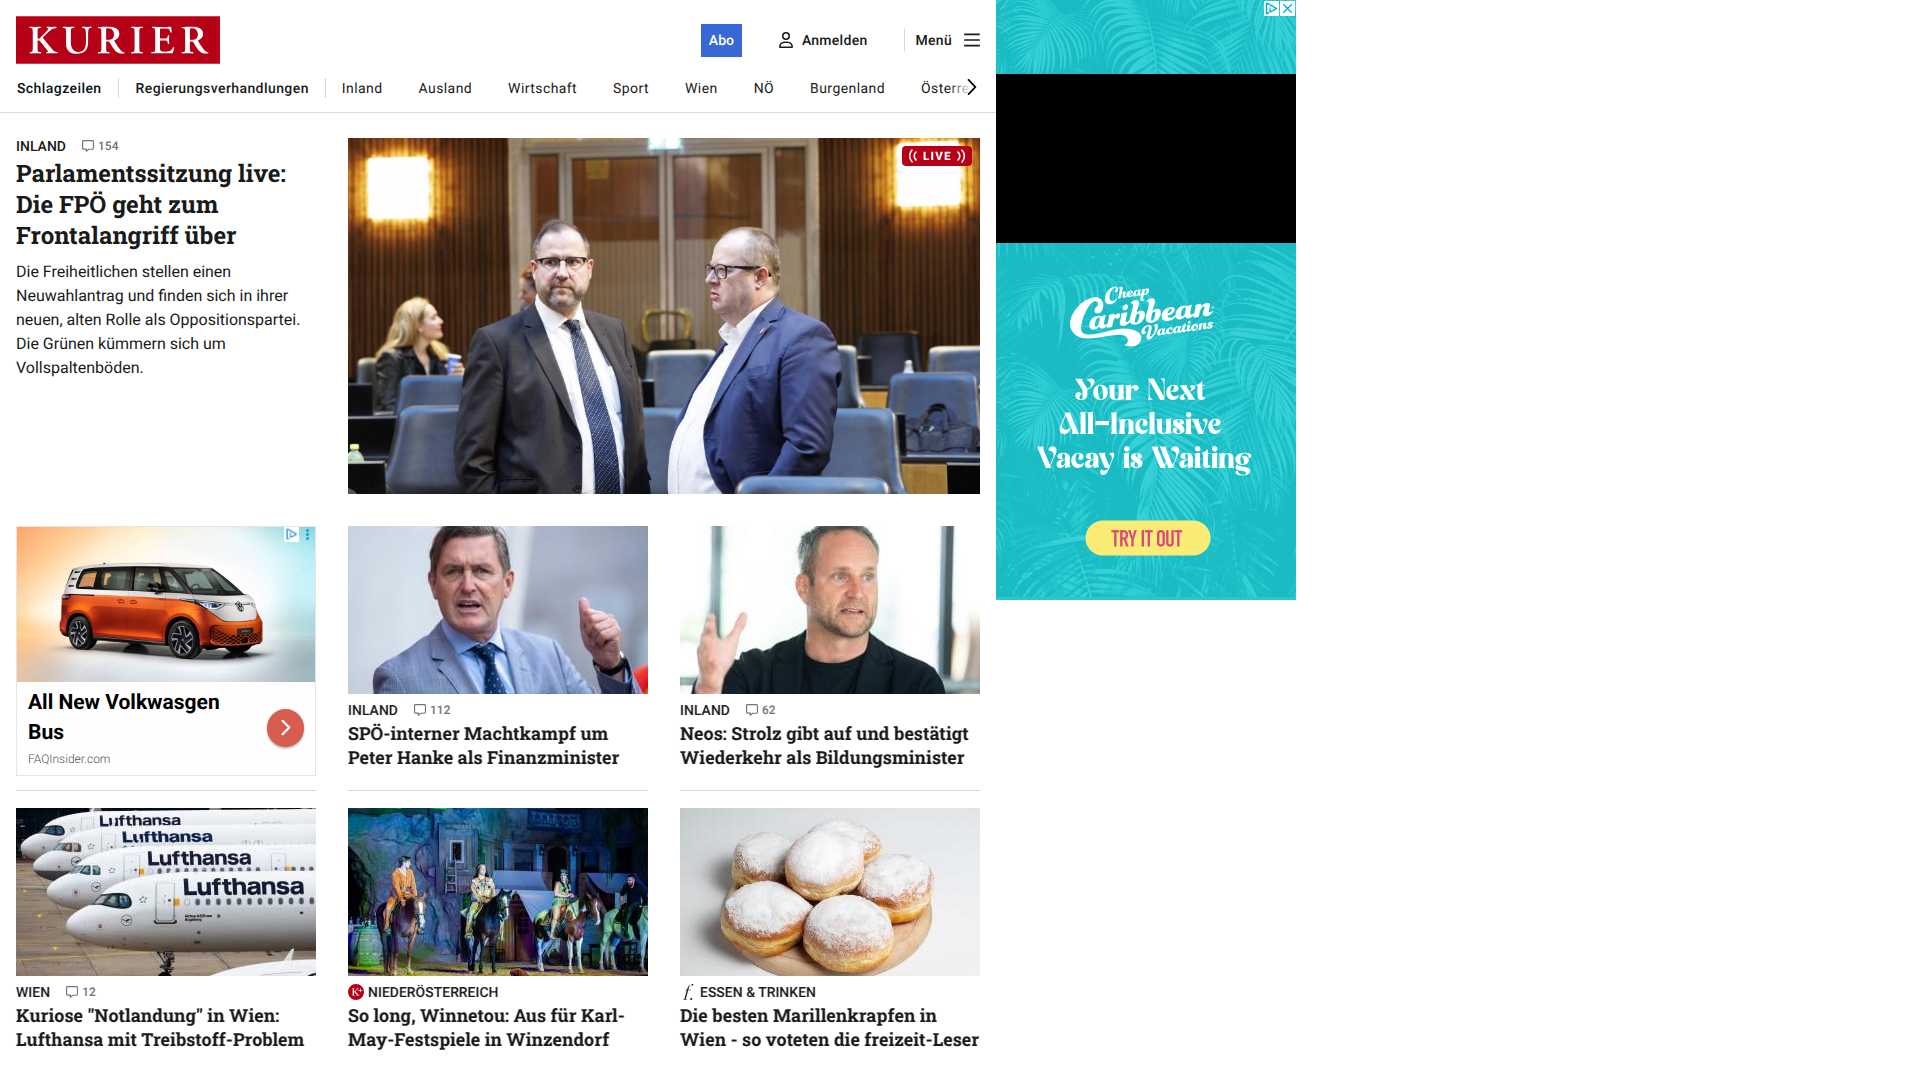 KURIER
Abo
Anmelden
Menü
Schlagzeilen
Regierungsverhandlungen
Inland
Ausland
Wirtschaft
Sport
Wien
NÖ
Burgenland
Österre
INLAND 154
Parlamentssitzung live:
Die FPÖ geht zum
Frontalangriff über
Die Freiheitlichen stellen einen
Neuwahlantrag und finden sich in ihrer
neuen, alten Rolle als Oppositionspartei.
Die Grünen kümmern sich um
Vollspaltenböden.
LIVE
Cheap
Caribbean
Vacations
Your Next
All-Inclusive
Vacay is Waiting
TRY IT OUT
All New Volkwasgen
Bus
FAQInsider.com
INLAND 112
SPÖ-interner Machtkampf um
Peter Hanke als Finanzminister
INLAND 62
Neos: Strolz gibt auf und bestätigt
Wiederkehr als Bildungsminister
Lufthansa
Lufthansa
Lufthansa
Lufthansa
WIEN 12
Kuriose "Notlandung" in Wien:
Lufthansa mit Treibstoff-Problem
K+ NIEDERÖSTERREICH
So long, Winnetou: Aus für Karl-
May-Festspiele in Winzendorf
f. ESSEN & TRINKEN
Die besten Marillenkrapfen in
Wien - so voteten die freizeit-Leser